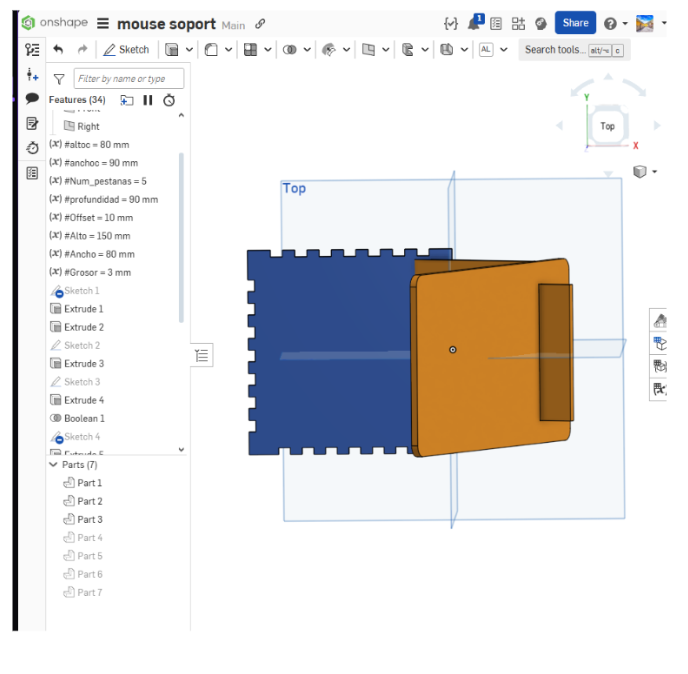 onshape mouse soport Main Share
Sketch AL Search tools... alt/⌥ c
Filter by name or type
Features (34)
Right
(x) #altoc = 80 mm
(x) #anchoc = 90 mm
(x) #Num_pestanas = 5
(x) #profundidad = 90 mm
(x) #Offset = 10 mm
(x) #Alto = 150 mm
(x) #Ancho = 80 mm
(x) #Grosor = 3 mm
Sketch 1
Extrude 1
Extrude 2
Sketch 2
Extrude 3
Sketch 3
Extrude 4
Boolean 1
Sketch 4
Extrude 5
Parts (7)
Part 1
Part 2
Part 3
Part 4
Part 5
Part 6
Part 7
Top
Y
Top
X